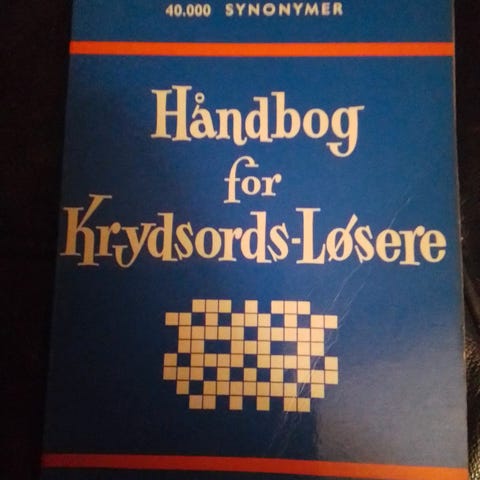 40.000 SYNONYMER
Håndbog
for
Krydsords-Løsere